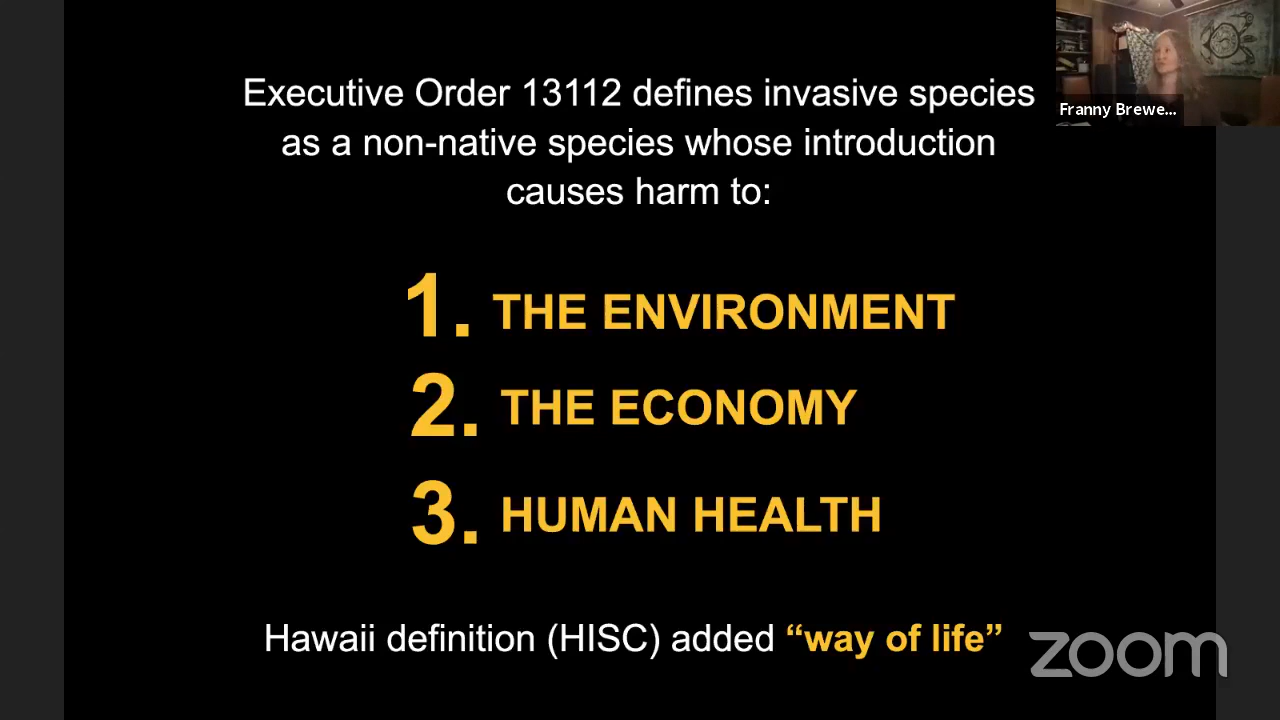 Executive Order 13112 defines invasive species
as a non-native species whose introduction
causes harm to:
1. THE ENVIRONMENT
2. THE ECONOMY
3. HUMAN HEALTH
Hawaii definition (HISC) added “way of life”
Franny Brewe...
zoom